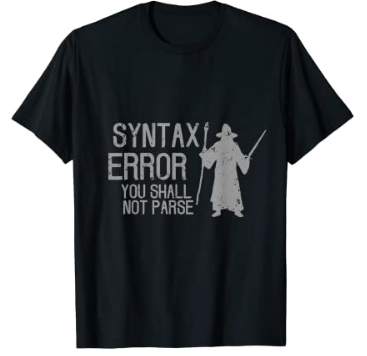 SYNTAX
ERROR
YOU SHALL
NOT PARSE